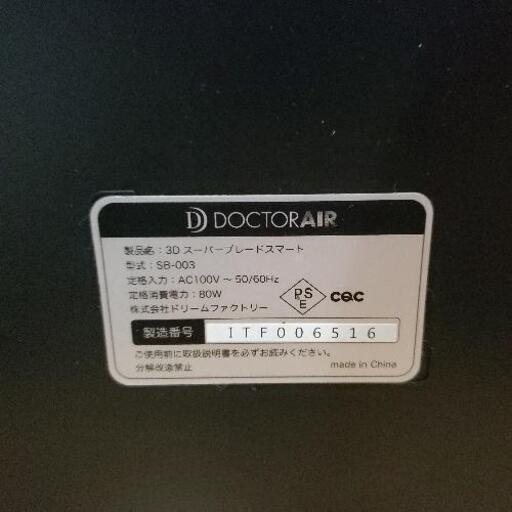 DOCTORAIR
製品名：3D スーパーブレードスマート
型式：SB-003
定格入力：AC100V ～ 50/60Hz
定格消費電力：80W
株式会社ドリームファクトリー
PS
E
cqc
製造番号 ITF006516
ご使用前に取扱説明書を必ずお読みください。
分解改造禁止
made in China